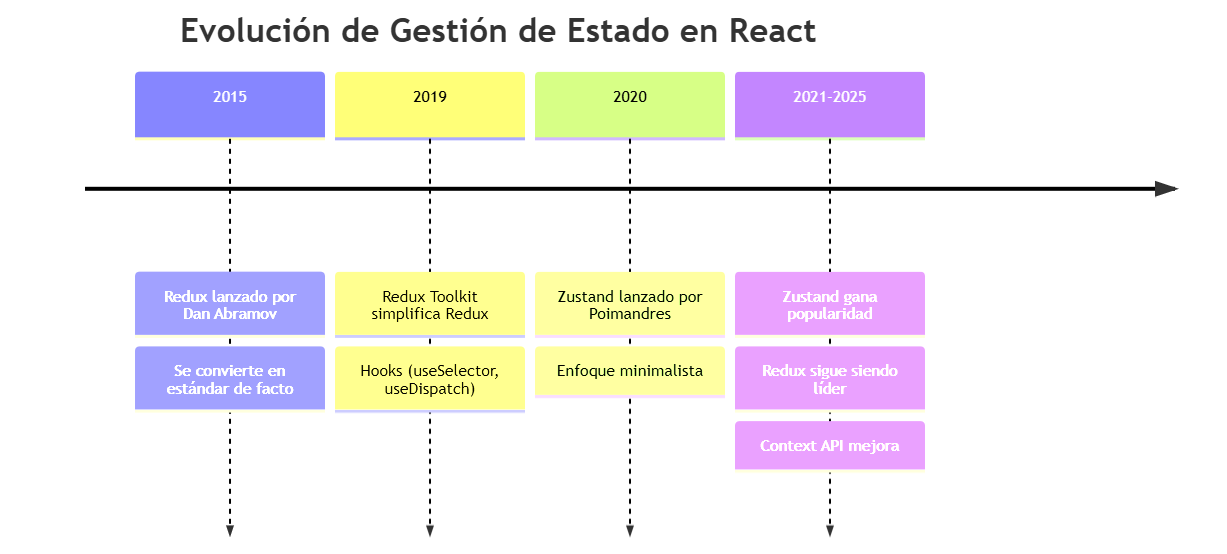 Evolución de Gestión de Estado en React
2015
2019
2020
2021-2025
Redux lanzado por
Dan Abramov
Se convierte en
estándar de facto
Redux Toolkit
simplifica Redux
Hooks (useSelector,
useDispatch)
Zustand lanzado por
Poimandres
Enfoque minimalista
Zustand gana
popularidad
Redux sigue siendo
líder
Context API mejora